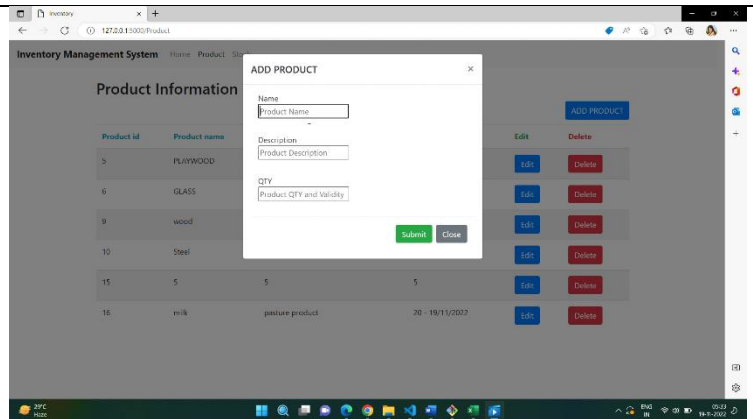 Inventory
127.0.0.1:5000/Product
Inventory Management System Home Product
ADD PRODUCT ×
Product Information
Name
Product Name
ADD PRODUCT
Product id Product name Edit Delete
Description
Product Description
5 PLAYWOOD Edit Delete
QTY
Product QTY and Validity
6 GLASS Edit Delete
9 wood Edit Delete
Submit Close
10 Steel Edit Delete
15 5 5 5 Edit Delete
16 milk pasture product 20 - 19/11/2022 Edit Delete
29°C
Haze
ENG
IN
09:33
19-11-2022